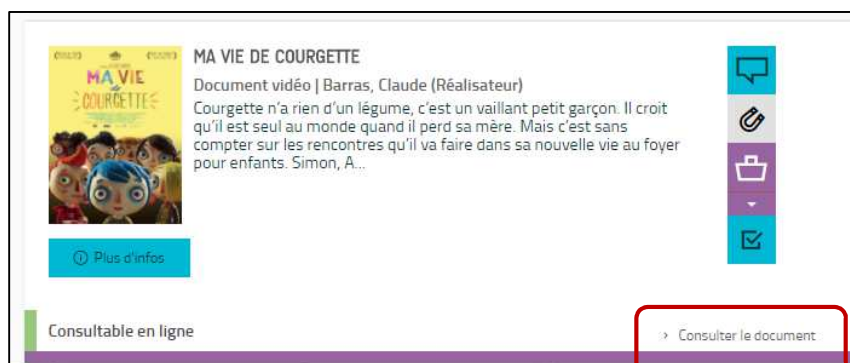 MA VIE
DE
COURGETTE
MA VIE DE COURGETTE
Document vidéo | Barras, Claude (Réalisateur)
Courgette n'a rien d'un légume, c'est un vaillant petit garçon. Il croit
qu'il est seul au monde quand il perd sa mère. Mais c'est sans
compter sur les rencontres qu'il va faire dans sa nouvelle vie au foyer
pour enfants. Simon, A...
Plus d'infos
Consultable en ligne
› Consulter le document